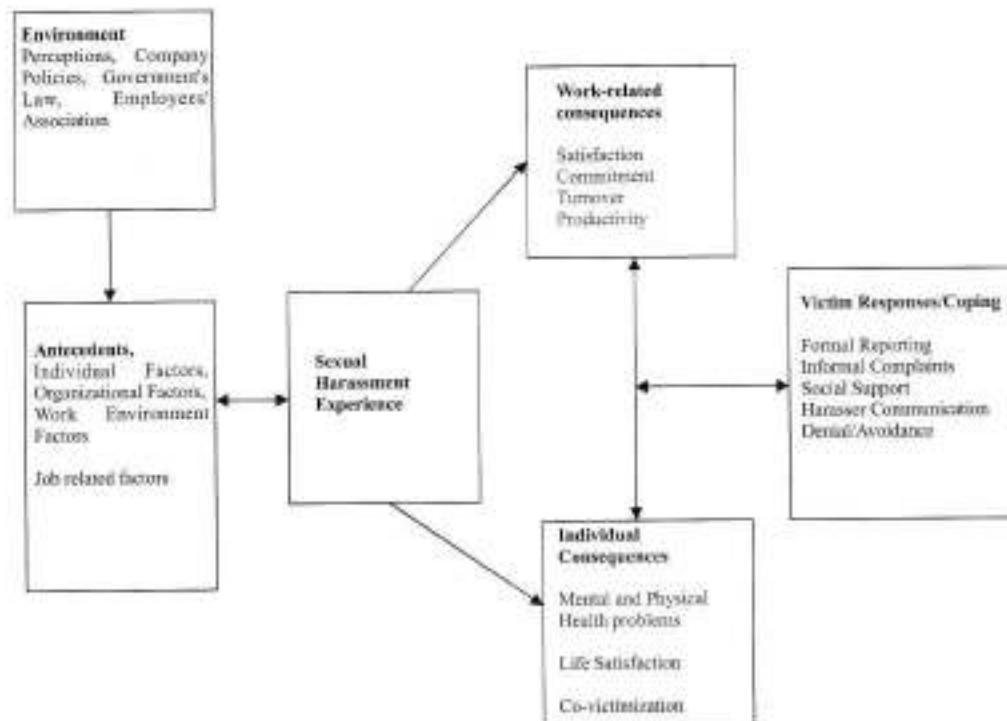 Environment
Perceptions, Company
Policies, Government's
Law, Employees'
Association
Antecedents,
Individual Factors,
Organizational Factors,
Work Environment
Factors
Job related factors
Sexual
Harassment
Experience
Work-related
consequences
Satisfaction
Commitment
Turnover
Productivity
Individual
Consequences
Mental and Physical
Health problems
Life Satisfaction
Co-victimization
Victim Responses/Coping
Formal Reporting
Informal Complaints
Social Support
Harasser Communication
Denial/Avoidance